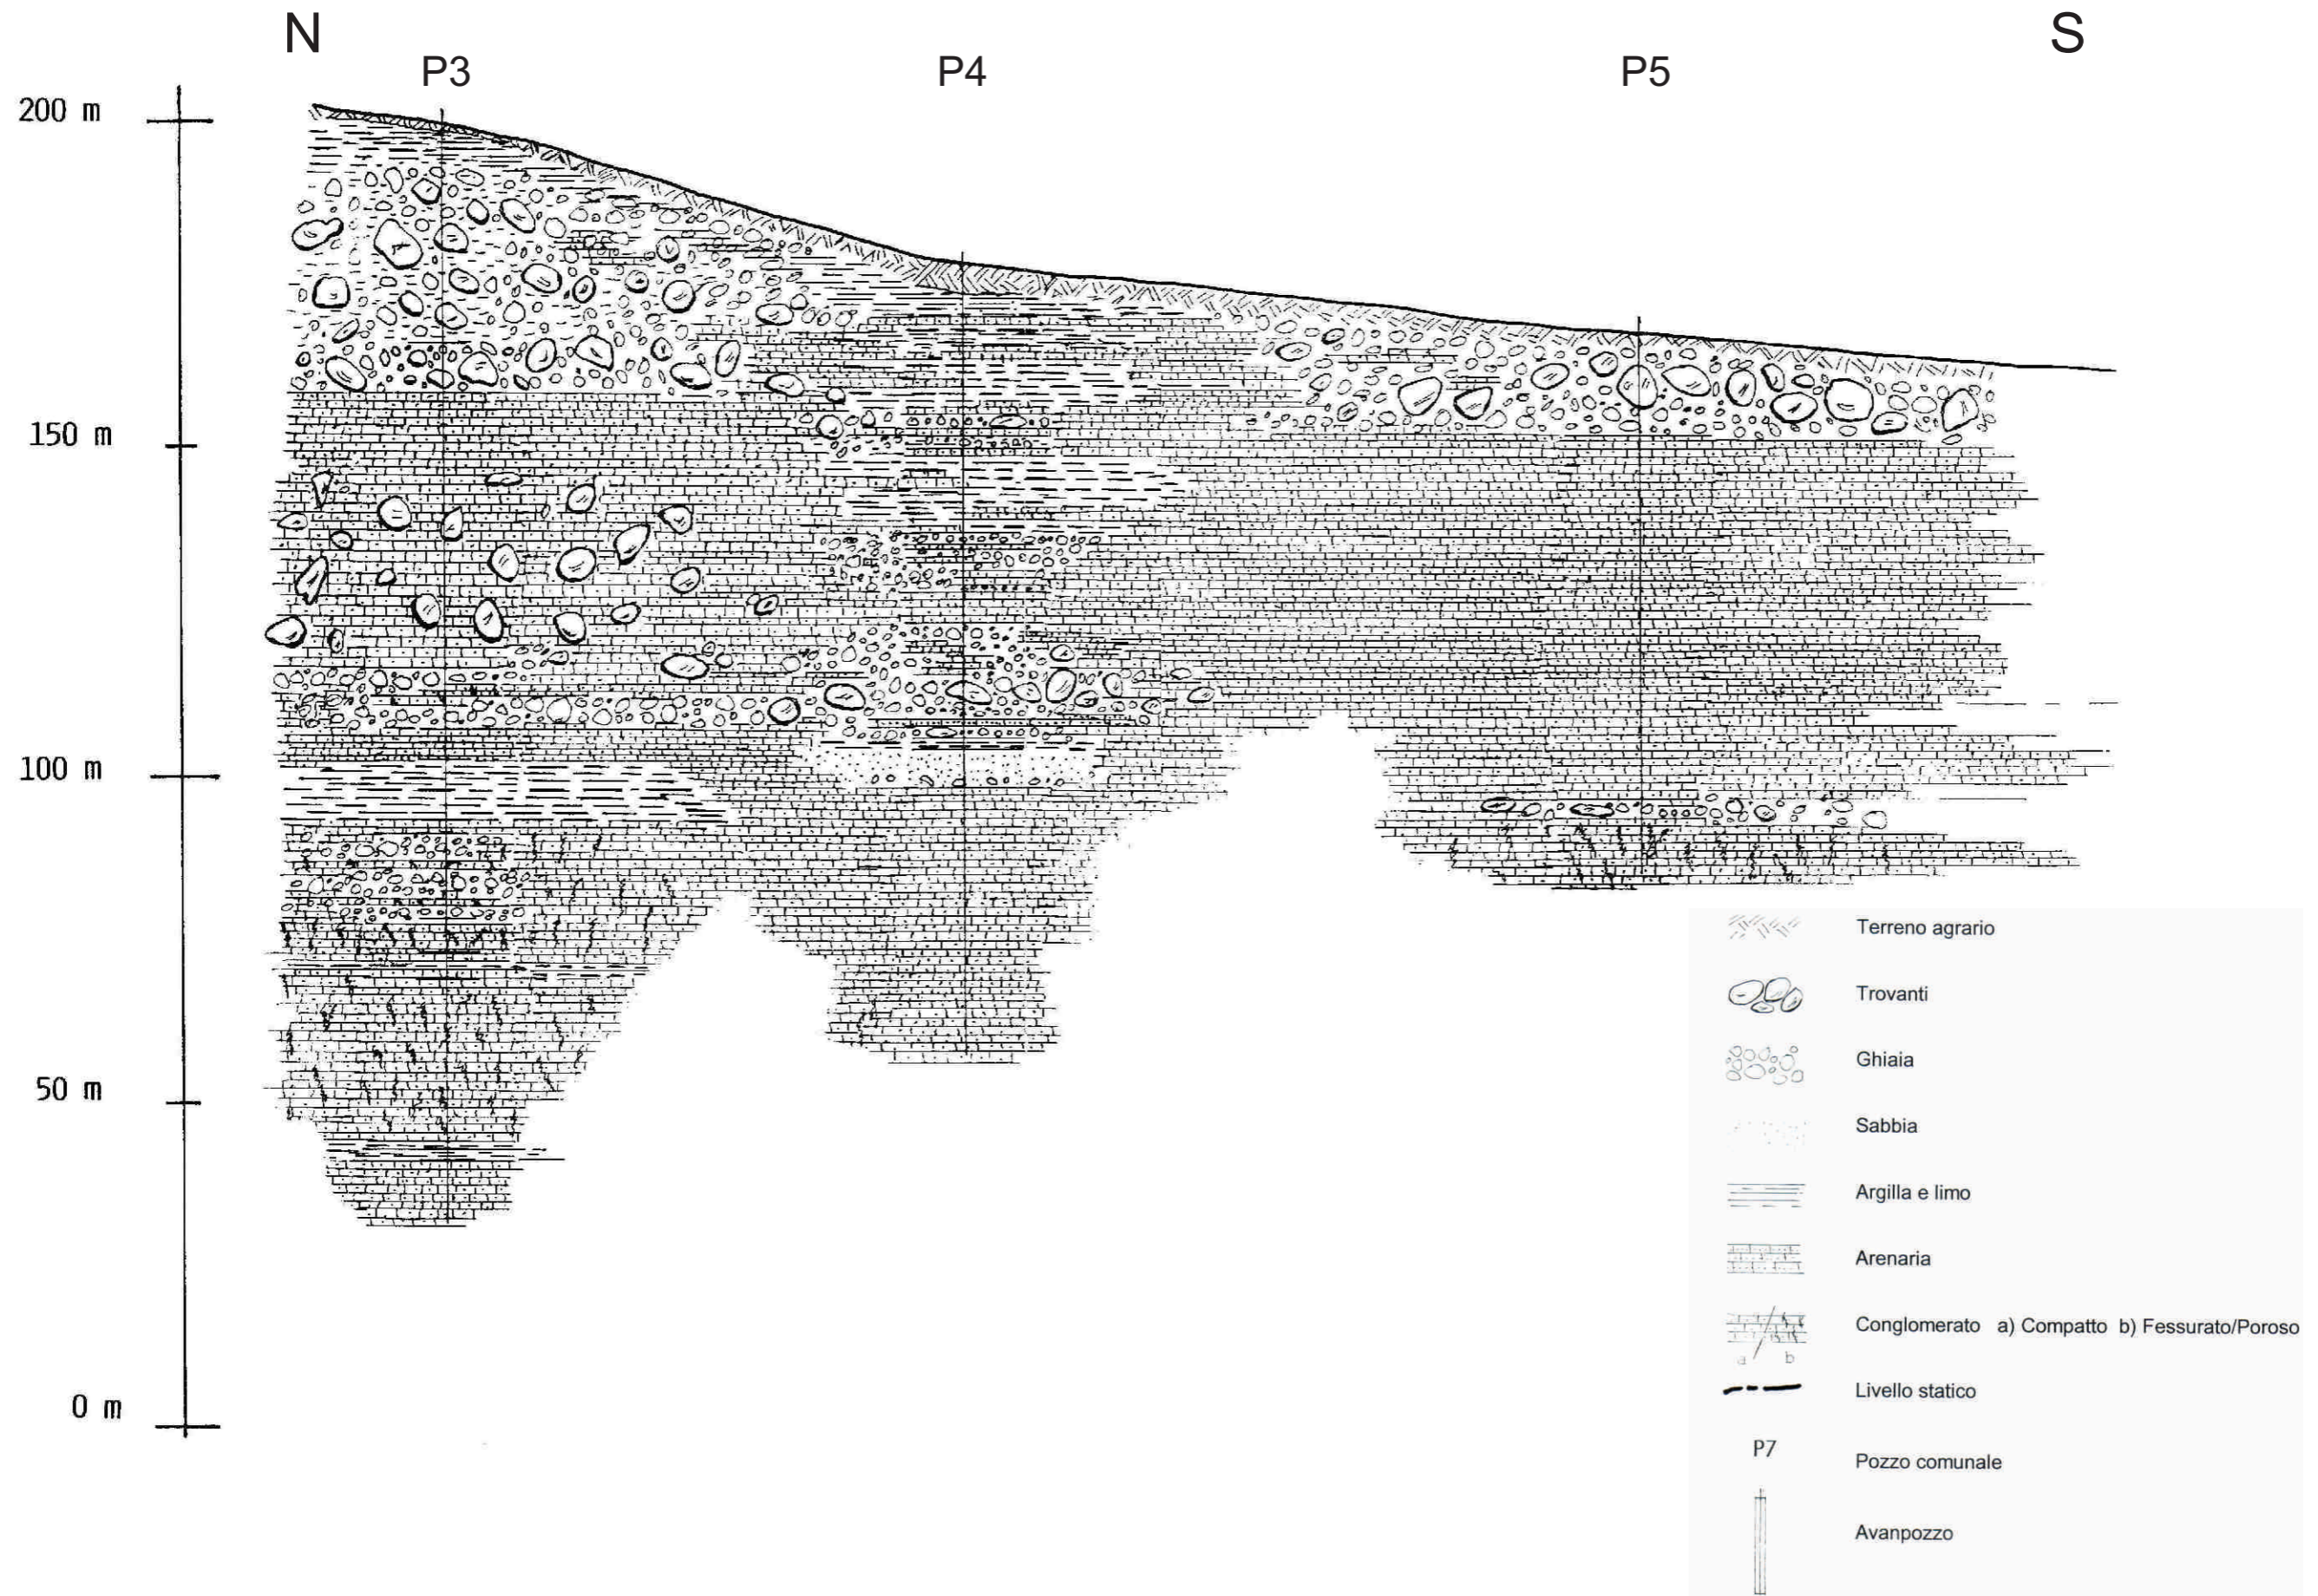 N
S
P3
P4
P5
200 m
150 m
100 m
50 m
0 m
Terreno agrario
Trovanti
Ghiaia
Sabbia
Argilla e limo
Arenaria
Conglomerato a) Compatto b) Fessurato/Poroso
a b
Livello statico
P7
Pozzo comunale
Avanpozzo